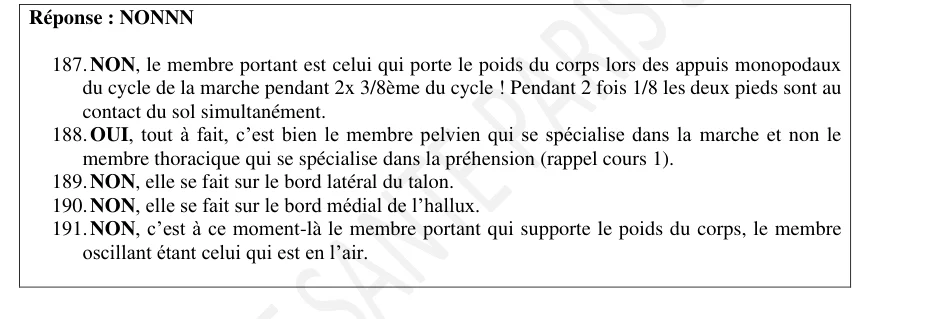 Réponse : NONNN
187. NON, le membre portant est celui qui porte le poids du corps lors des appuis monopodaux
du cycle de la marche pendant 2x 3/8ème du cycle ! Pendant 2 fois 1/8 les deux pieds sont au
contact du sol simultanément.
188. OUI, tout à fait, c’est bien le membre pelvien qui se spécialise dans la marche et non le
membre thoracique qui se spécialise dans la préhension (rappel cours 1).
189. NON, elle se fait sur le bord latéral du talon.
190. NON, elle se fait sur le bord médial de l’hallux.
191. NON, c’est à ce moment-là le membre portant qui supporte le poids du corps, le membre
oscillant étant celui qui est en l’air.
SANTE PARIS